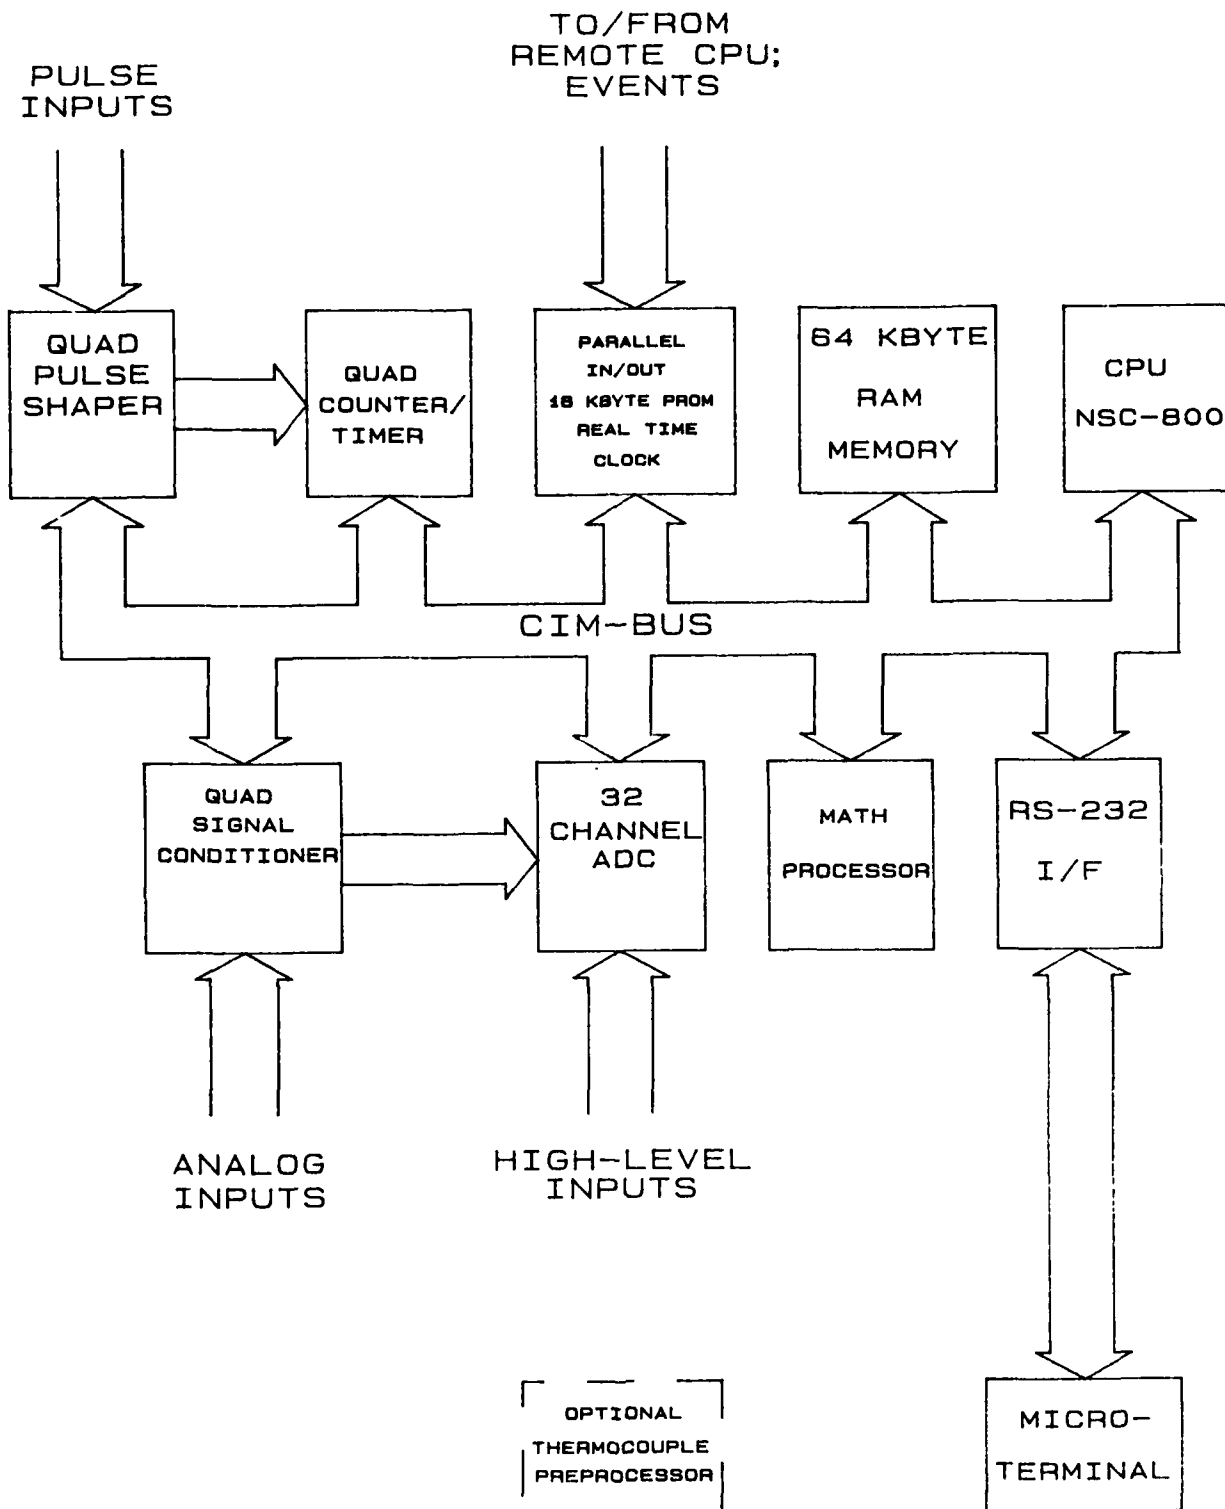 TO/FROM
REMOTE CPU;
EVENTS
PULSE
INPUTS
QUAD
PULSE
SHAPER
QUAD
COUNTER/
TIMER
PARALLEL
IN/OUT
16 KBYTE PROM
REAL TIME
CLOCK
64 KBYTE
RAM
MEMORY
CPU
NSC-800
CIM-BUS
QUAD
SIGNAL
CONDITIONER
32
CHANNEL
ADC
MATH
PROCESSOR
RS-232
I/F
ANALOG
INPUTS
HIGH-LEVEL
INPUTS
OPTIONAL
THERMOCOUPLE
PREPROCESSOR
MICRO-
TERMINAL